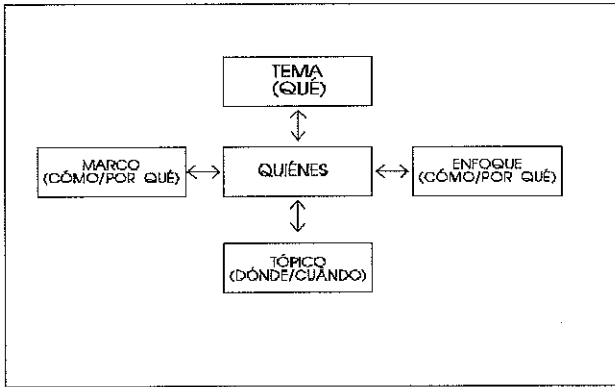 TEMA
(QUÉ)
MARCO
(CÓMO/POR QUÉ)
QUIÉNES
ENFOQUE
(CÓMO/POR QUÉ)
TÓPICO
(DÓNDE/CUÁNDO)